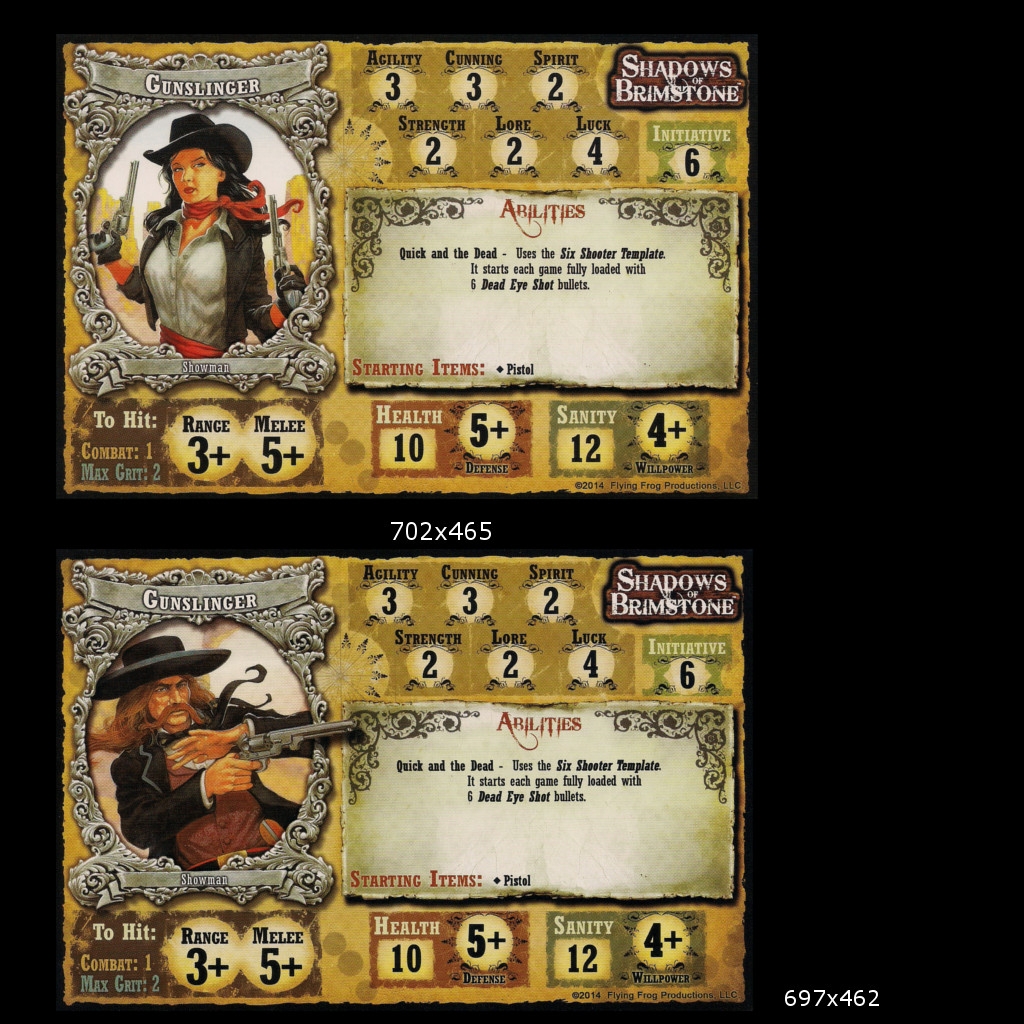 GUNSLINGER
AGILITY CUNNING SPIRIT
3 3 2
SHADOWS
OF
BRIMSTONE
STRENGTH LORE LUCK
2 2 4
INITIATIVE
6
ABILITIES
Quick and the Dead - Uses the Six Shooter Template.
It starts each game fully loaded with
6 Dead Eye Shot bullets.
STARTING ITEMS: ◆ Pistol
Showman
To Hit:
COMBAT: 1
MAX GRIT: 2
RANGE MELEE
3+ 5+
HEALTH
10
5+
DEFENSE
SANITY
12
4+
WILLPOWER
©2014 Flying Frog Productions, LLC
702x465
GUNSLINGER
AGILITY CUNNING SPIRIT
3 3 2
SHADOWS
OF
BRIMSTONE
STRENGTH LORE LUCK
2 2 4
INITIATIVE
6
ABILITIES
Quick and the Dead - Uses the Six Shooter Template.
It starts each game fully loaded with
6 Dead Eye Shot bullets.
STARTING ITEMS: ◆ Pistol
Showman
To Hit:
COMBAT: 1
MAX GRIT: 2
RANGE MELEE
3+ 5+
HEALTH
10
5+
DEFENSE
SANITY
12
4+
WILLPOWER
©2014 Flying Frog Productions, LLC
697x462